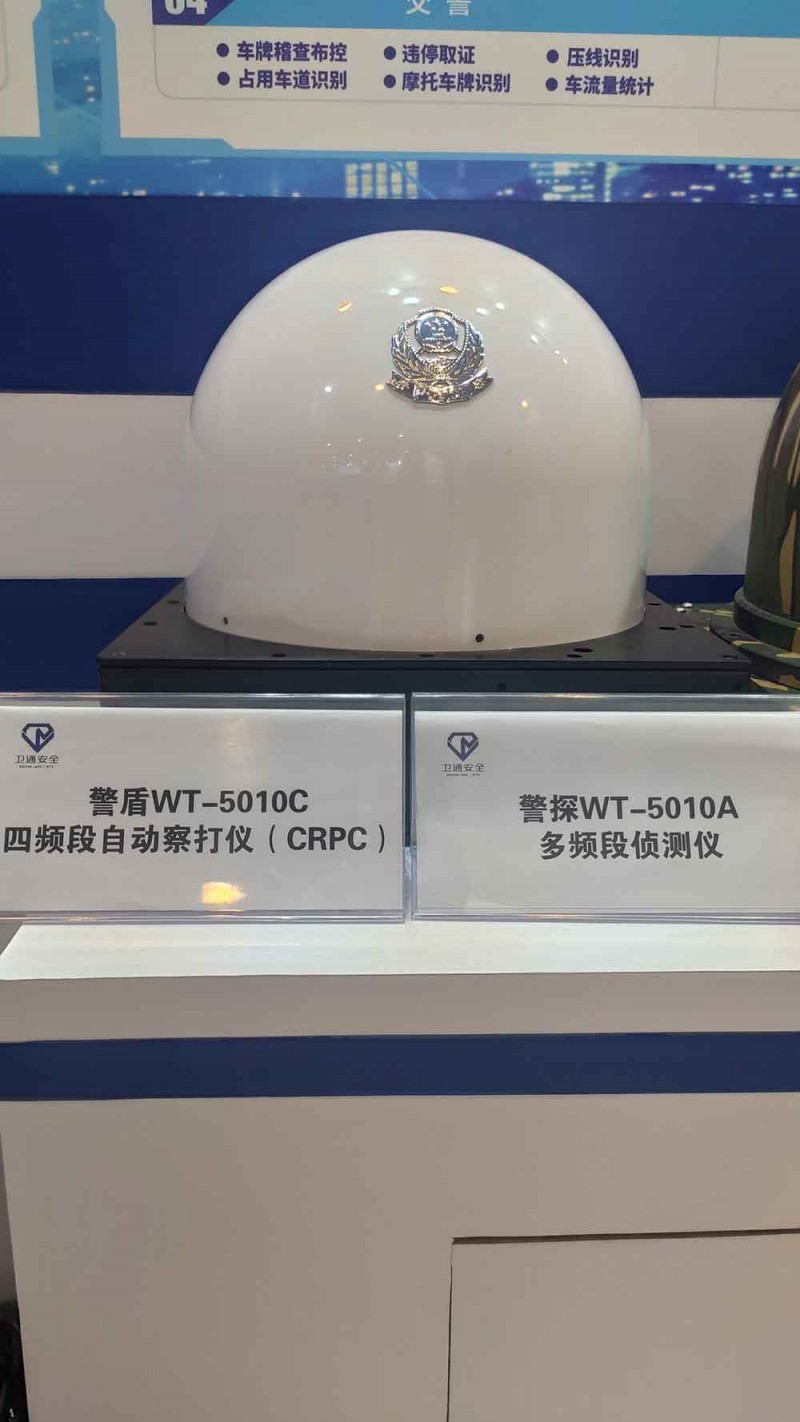 04 交 警
● 车牌稽查布控 ● 违停取证 ● 压线识别
● 占用车道识别 ● 摩托车牌识别 ● 车流量统计
卫通安全
警盾WT-5010C
四频段自动察打仪（CRPC）
卫通安全
警探WT-5010A
多频段侦测仪